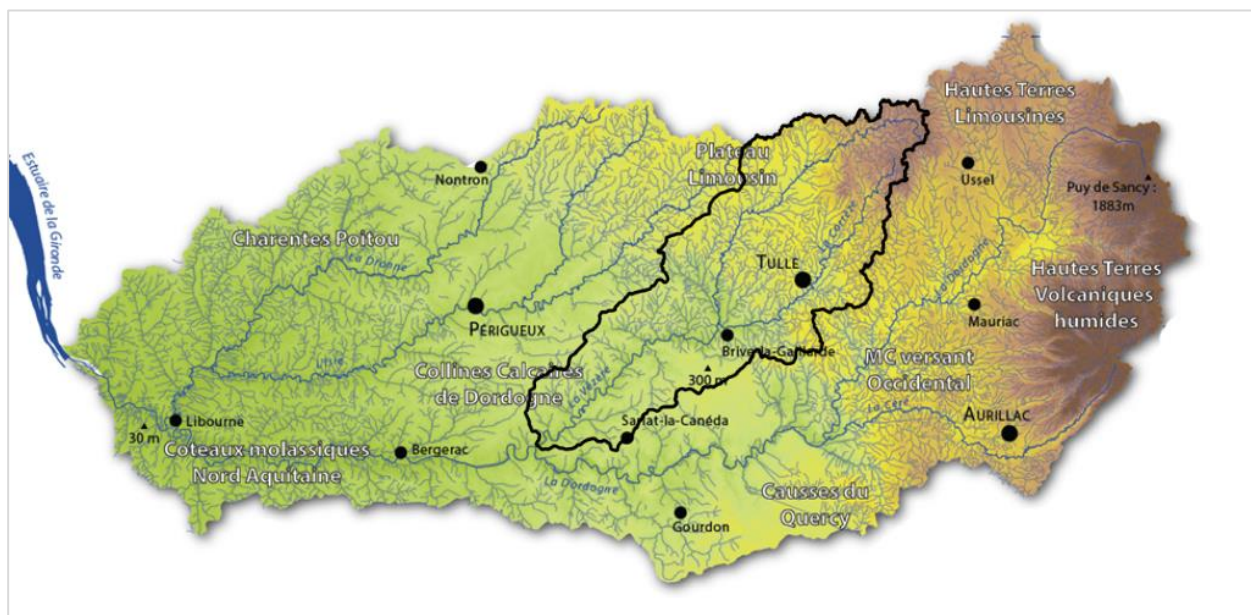 Hautes Terres
Limousines
Estuaire de la Gironde
Nontron
Plateau
Limousin
Ussel
Puy de Sancy :
1883m
Charentes Poitou
La Dronne
La Corrèze
TULLE
La Dordogne
Hautes Terres
Volcaniques
humides
PÉRIGUEUX
Mauriac
L'Isle
Brive-la-Gaillarde
MC versant
Occidental
Collines Calcaires
de Dordogne
La Vézère
300 m
La Cère
Libourne
30 m
Sarlat-la-Canéda
AURILLAC
Coteaux molassiques
Nord Aquitaine
Bergerac
La Dordogne
Causses du
Quercy
Gourdon